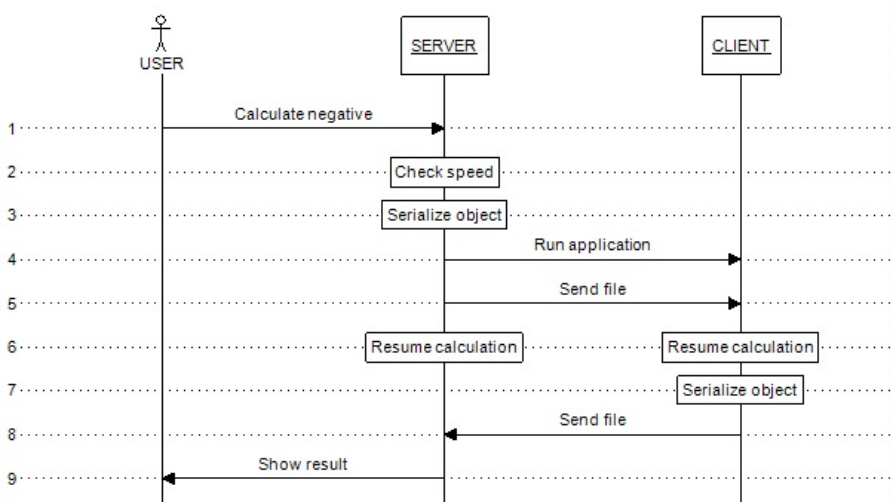 USER
SERVER
CLIENT
1
Calculate negative
2
Check speed
3
Serialize object
4
Run application
5
Send file
6
Resume calculation
Resume calculation
7
Serialize object
8
Send file
9
Show result